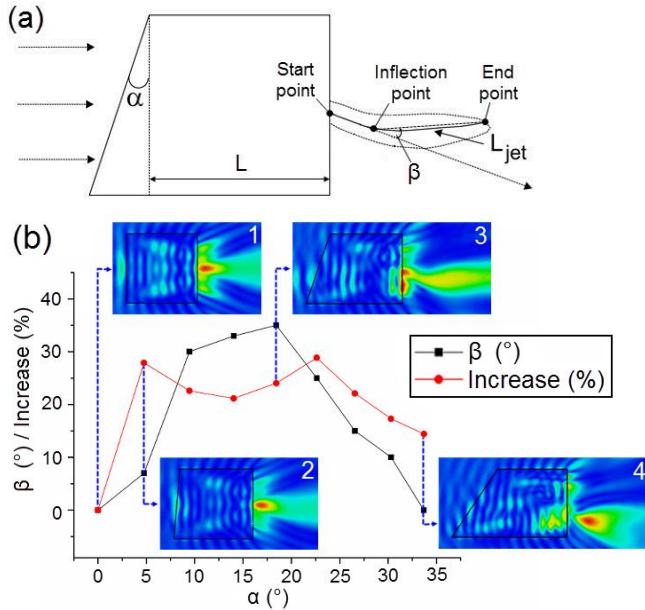 (a)
α
L
Start
point
Inflection
point
End
point
β
L jet
(b)
1
3
2
4
β (°)
Increase (%)
β (°) / Increase (%)
40
30
20
10
0
0 5 10 15 20 25 30 35
α (°)